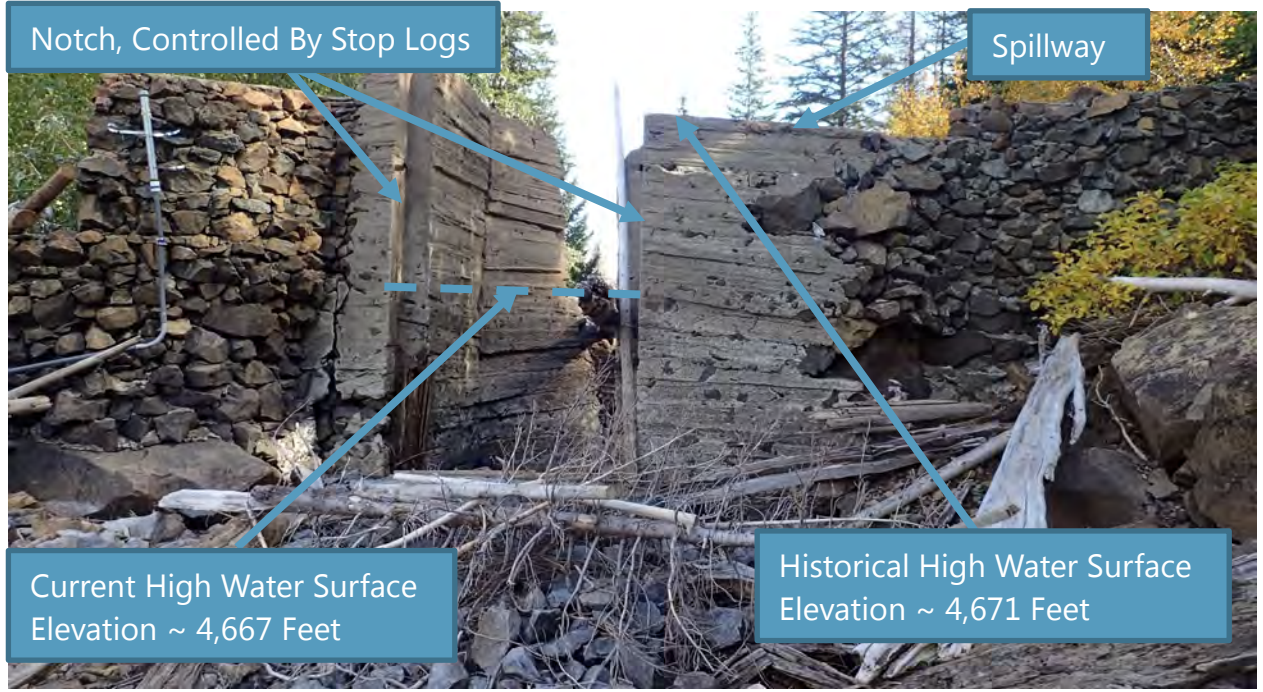 Notch, Controlled By Stop Logs
Spillway
Current High Water Surface
Elevation ~ 4,667 Feet
Historical High Water Surface
Elevation ~ 4,671 Feet